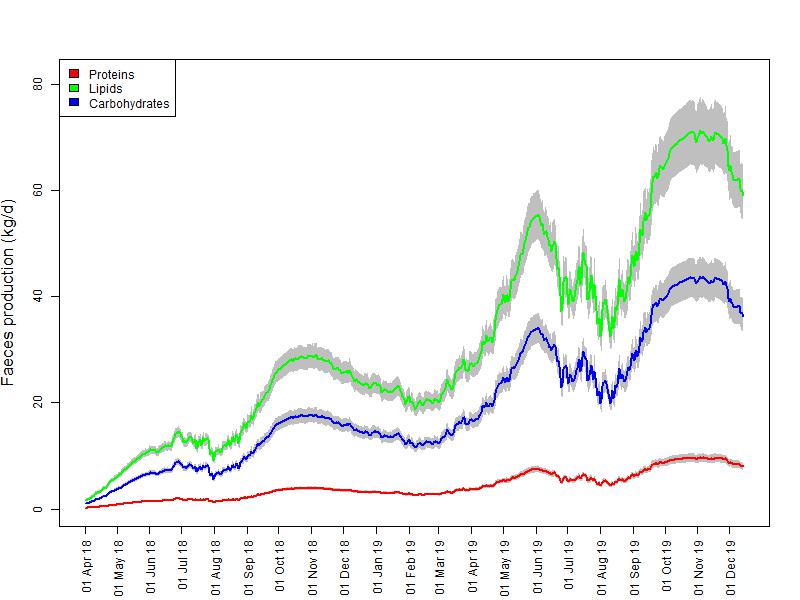 Proteins
Lipids
Carbohydrates
Faeces production (kg/d)
80
60
40
20
0
01 Apr 18
01 May 18
01 Jun 18
01 Jul 18
01 Aug 18
01 Sep 18
01 Oct 18
01 Nov 18
01 Dec 18
01 Jan 19
01 Feb 19
01 Mar 19
01 Apr 19
01 May 19
01 Jun 19
01 Jul 19
01 Aug 19
01 Sep 19
01 Oct 19
01 Nov 19
01 Dec 19